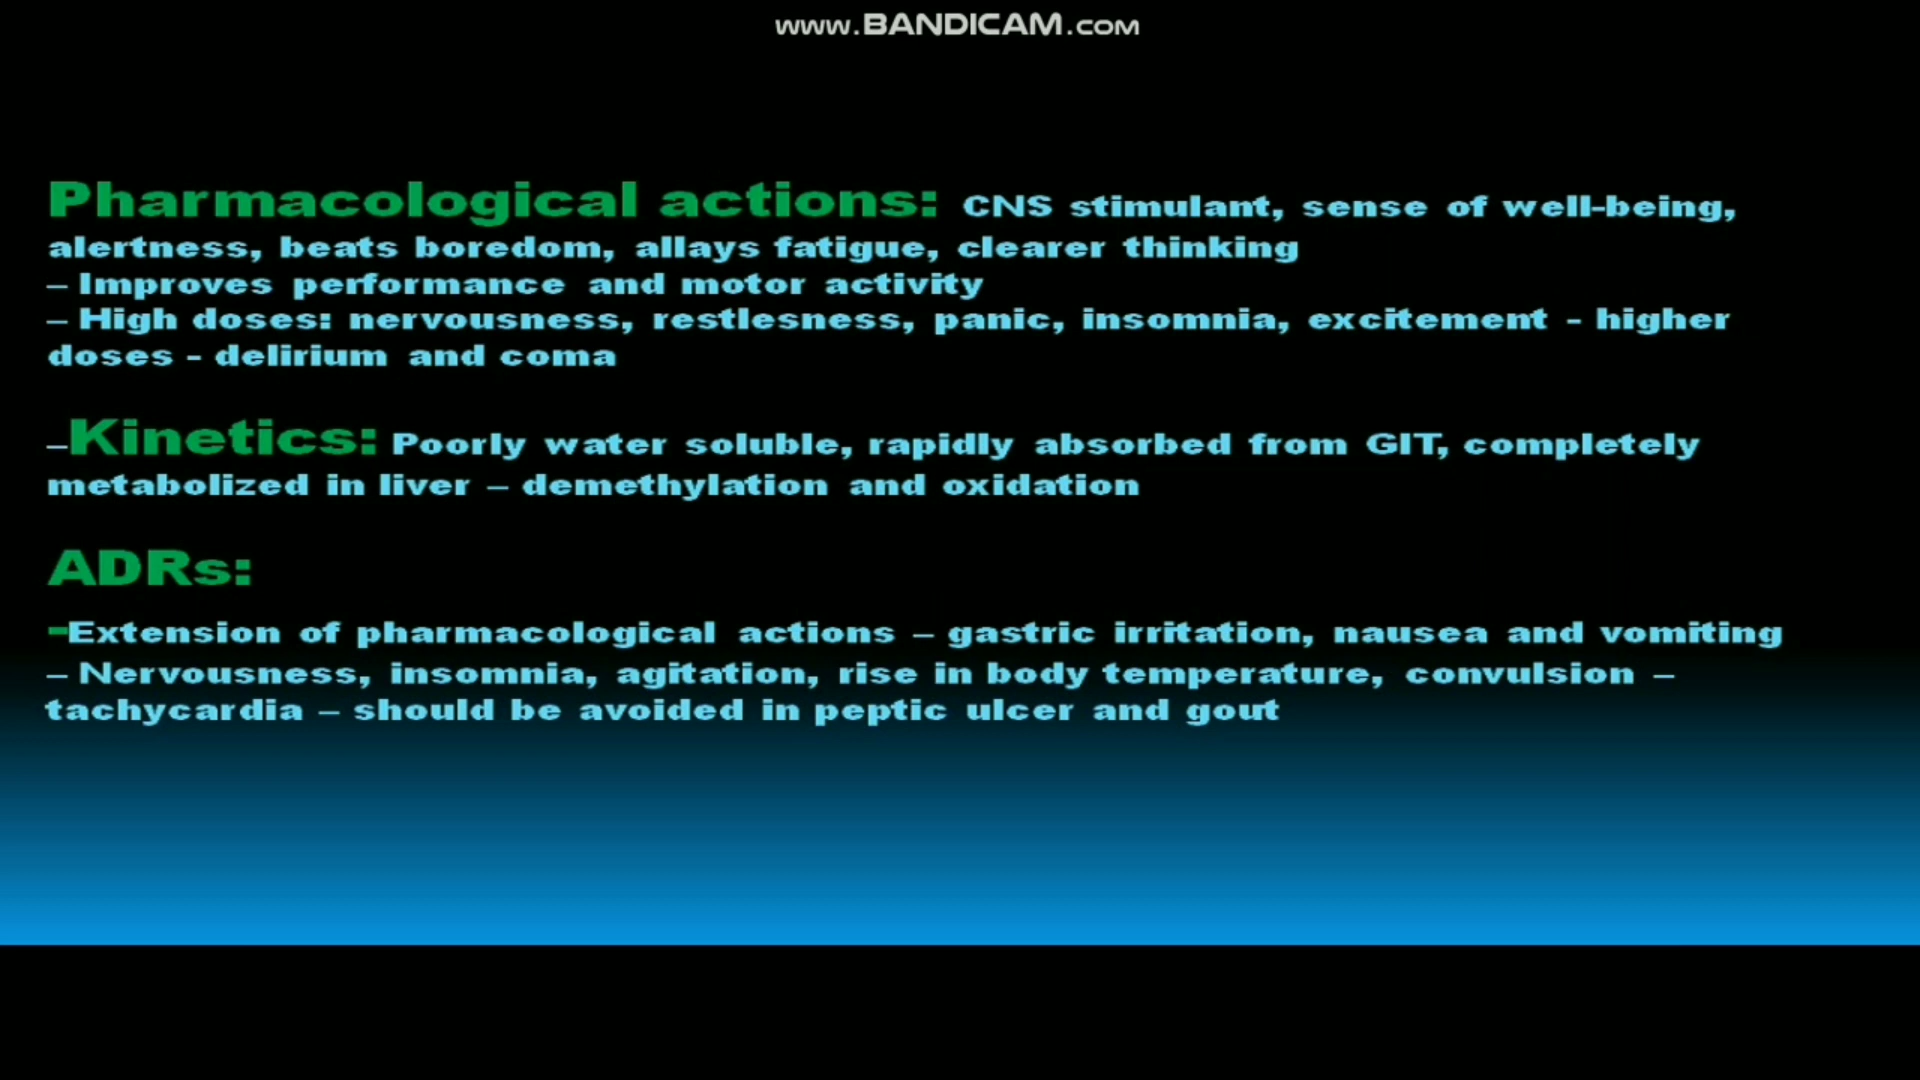 www.BANDICAM.COM
Pharmacological actions: CNS stimulant, sense of well-being,
alertness, beats boredom, allays fatigue, clearer thinking
– Improves performance and motor activity
– High doses: nervousness, restlesness, panic, insomnia, excitement - higher
doses - delirium and coma
–Kinetics: Poorly water soluble, rapidly absorbed from GIT, completely
metabolized in liver – demethylation and oxidation
ADRs:
-Extension of pharmacological actions – gastric irritation, nausea and vomiting
– Nervousness, insomnia, agitation, rise in body temperature, convulsion –
tachycardia – should be avoided in peptic ulcer and gout